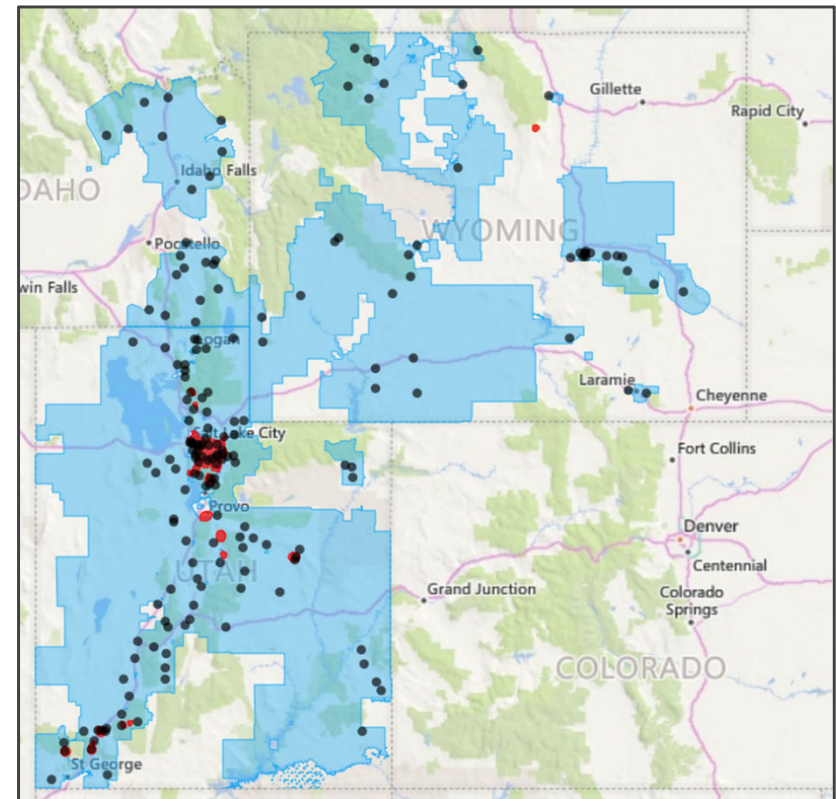 Gillette
Rapid City
Idaho Falls
DAHO
WYOMING
Pocatello
win Falls
Logan
Laramie
Cheyenne
Salt Lake City
Fort Collins
Provo
Denver
Centennial
UTAH
Grand Junction
Colorado
Springs
COLORADO
St George